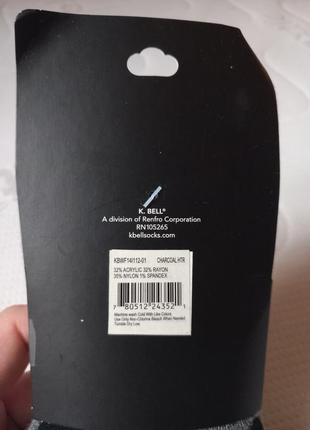 K. BELL®
A division of Renfro Corporation
RN105265
kbellsocks.com
KBWF14I112-01 CHARCOAL HTR
32% ACRYLIC 32% RAYON
35% NYLON 1% SPANDEX
7 80512 24352 1
Machine wash Cold With Like Colors.
Use Only Non-Chlorine Bleach When Needed
Tumble Dry Low.